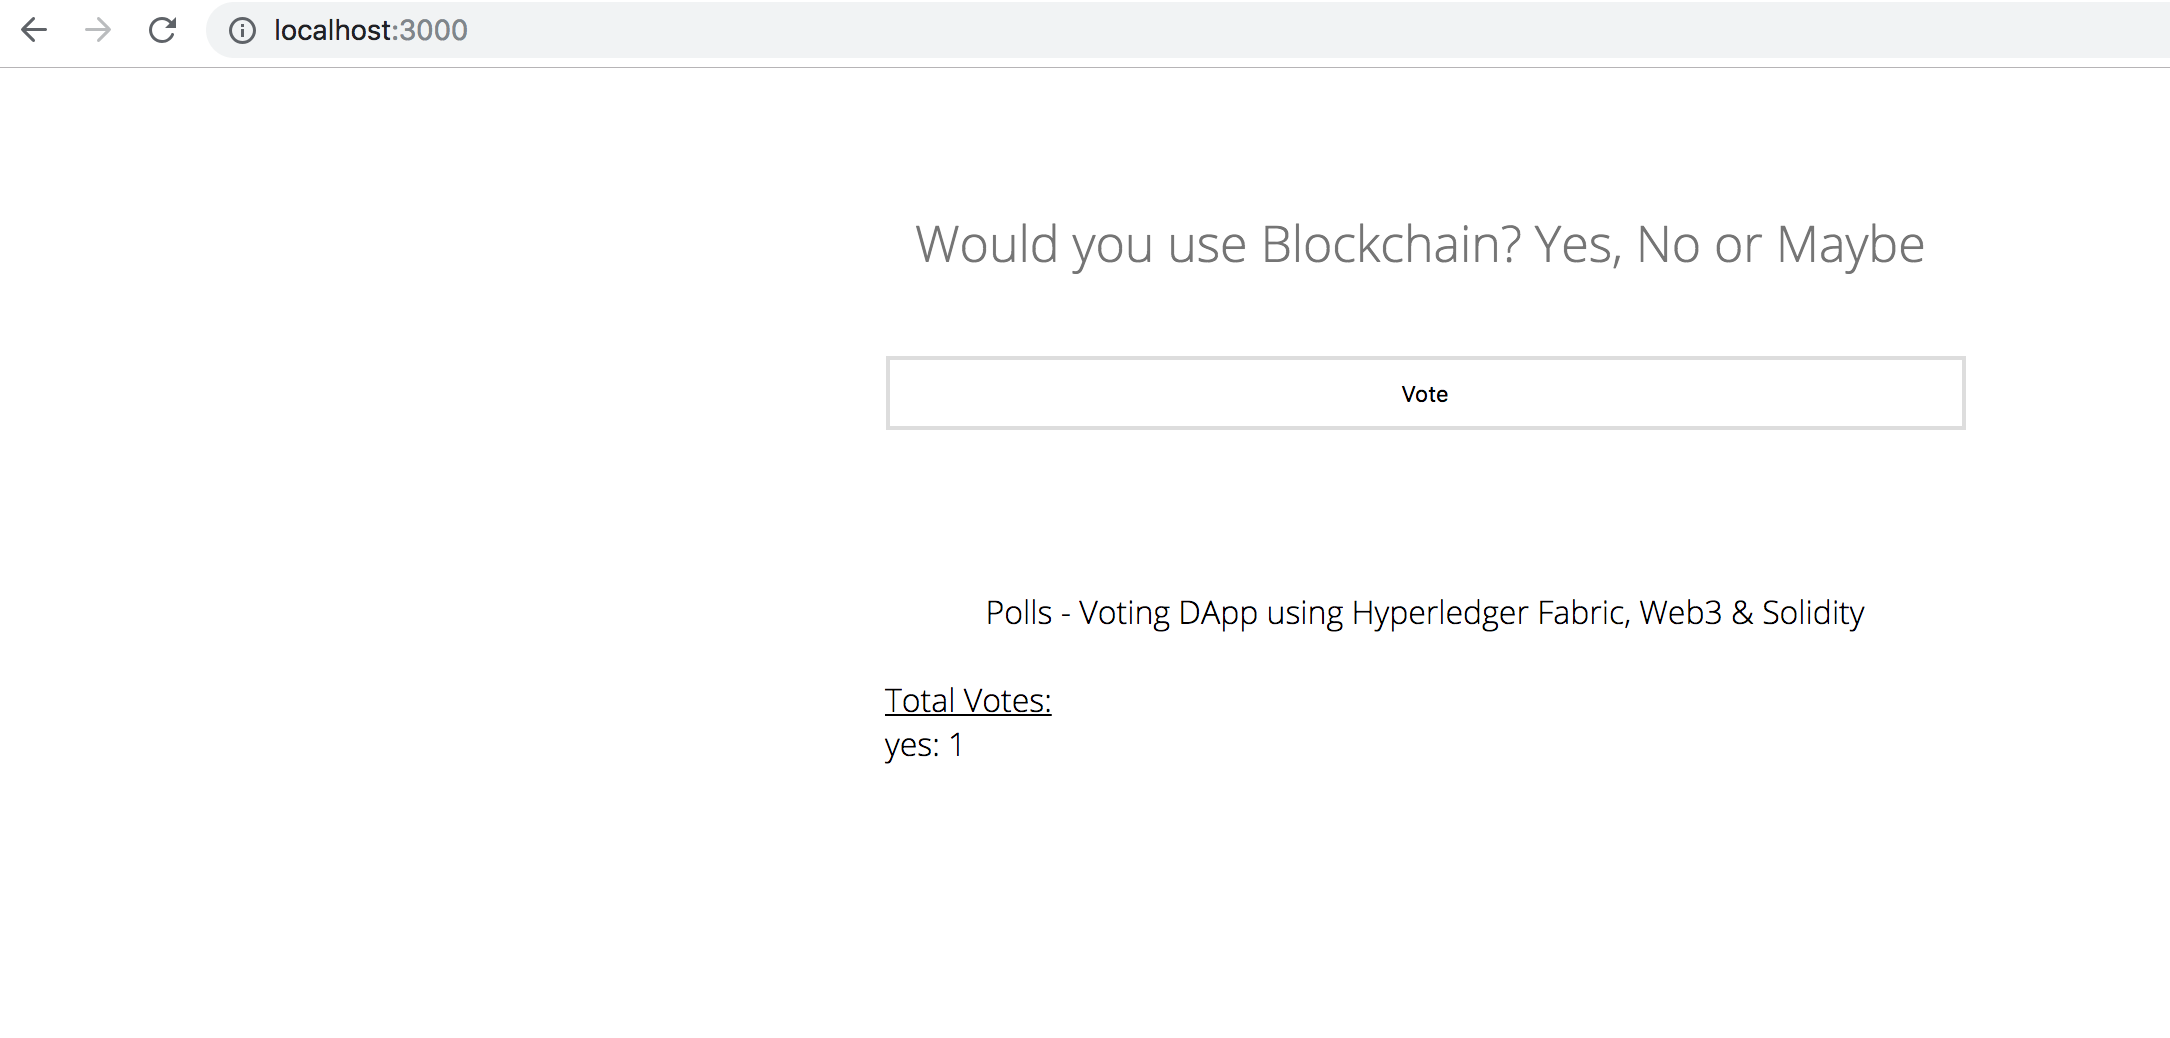 localhost:3000
Would you use Blockchain? Yes, No or Maybe
Vote
Polls - Voting DApp using Hyperledger Fabric, Web3 & Solidity
Total Votes:
yes: 1